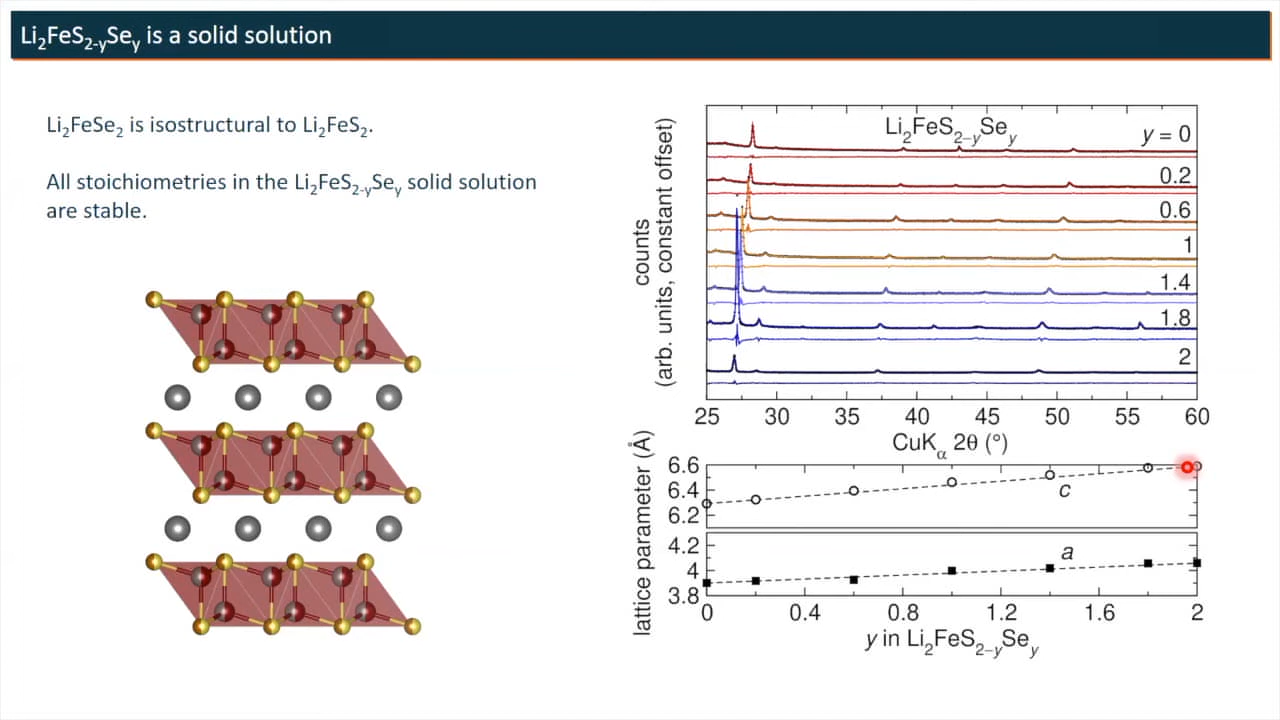 Li₂FeS₂₋ySey is a solid solution
Li₂FeSe₂ is isostructural to Li₂FeS₂.
All stoichiometries in the Li₂FeS₂₋ySey solid solution
are stable.
counts
(arb. units, constant offset)
Li₂FeS₂₋ySey
y = 0
0.2
0.6
1
1.4
1.8
2
25 30 35 40 45 50 55 60
CuKα 2θ (°)
lattice parameter (Å)
6.6
6.4
6.2
c
4.2
4
3.8
a
0 0.4 0.8 1.2 1.6 2
y in Li₂FeS₂₋ySey